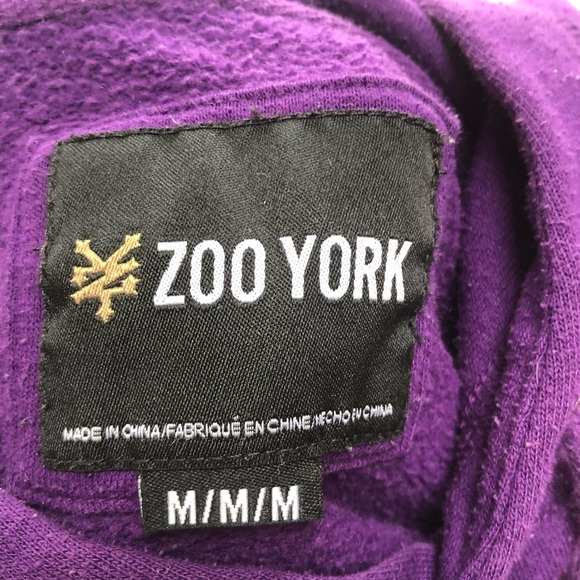 ZOO YORK
MADE IN CHINA/FABRIQUÉ EN CHINE/HECHO EN CHINA
M/M/M